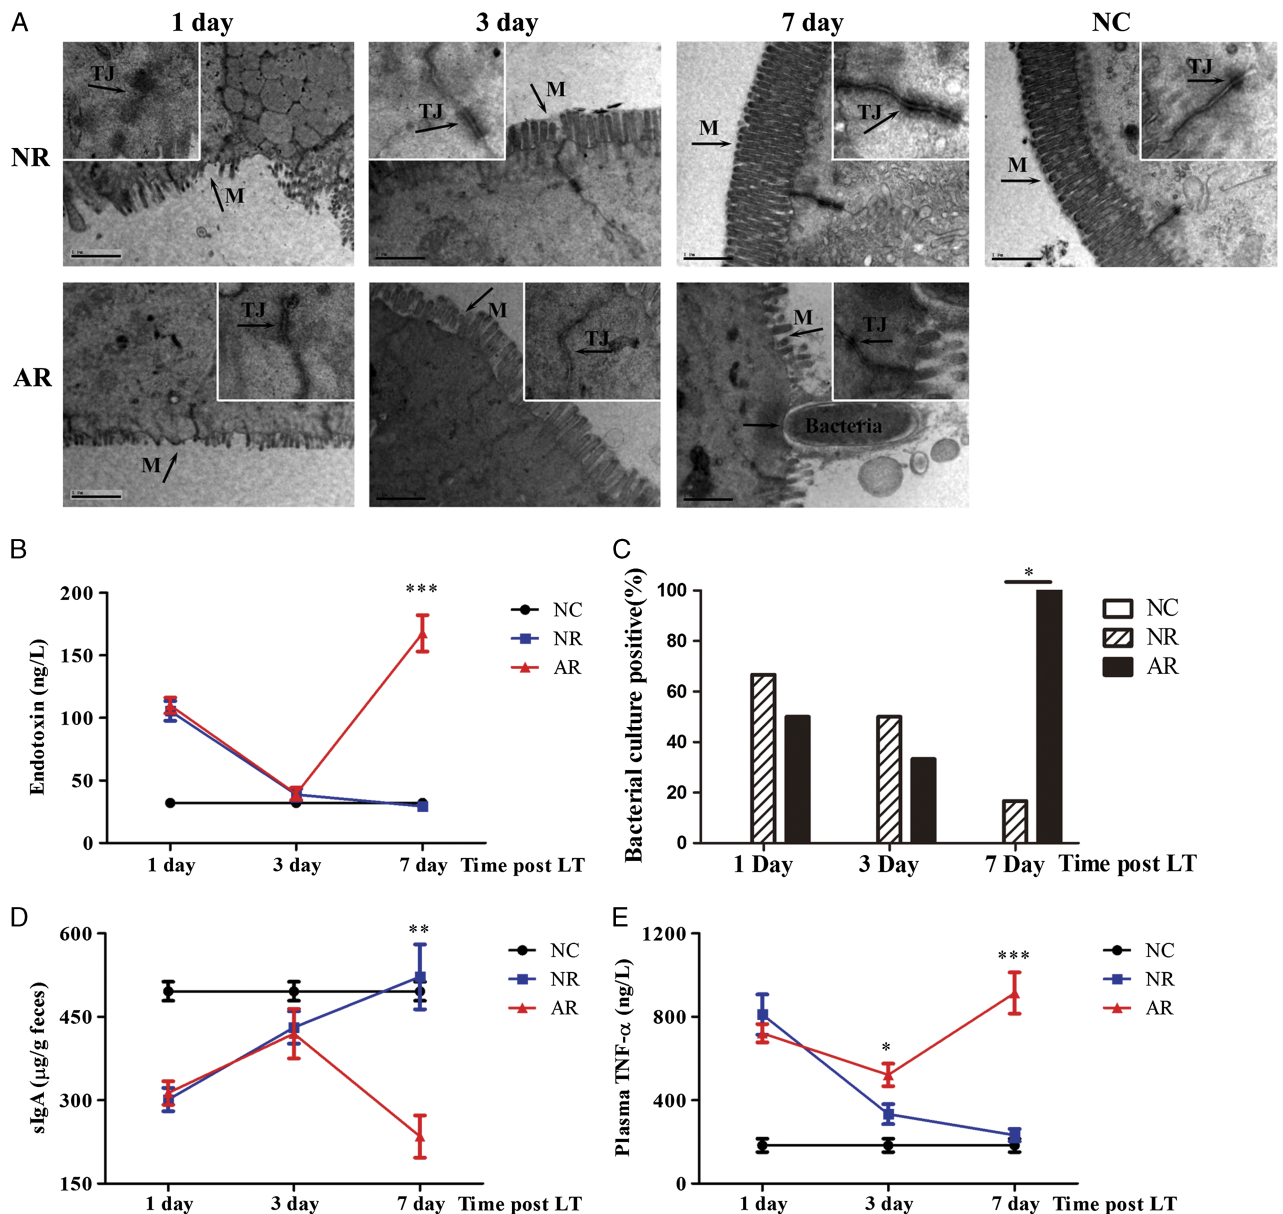 A
1 day
3 day
7 day
NC
NR
TJ
M
TJ
M
TJ
M
TJ
M
AR
TJ
M
TJ
M
TJ
M
Bacteria
B
Endotoxin (ng/L)
200
150
100
50
0
***
NC
NR
AR
1 day
3 day
7 day
Time post LT
C
Bacterial culture positive(%)
100
80
60
40
20
0
*
NC
NR
AR
1 Day
3 Day
7 Day
Time post LT
D
sIgA (μg/g feces)
600
450
300
150
**
NC
NR
AR
1 day
3 day
7 day
Time post LT
E
Plasma TNF-α (ng/L)
1200
800
400
0
*
***
NC
NR
AR
1 day
3 day
7 day
Time post LT